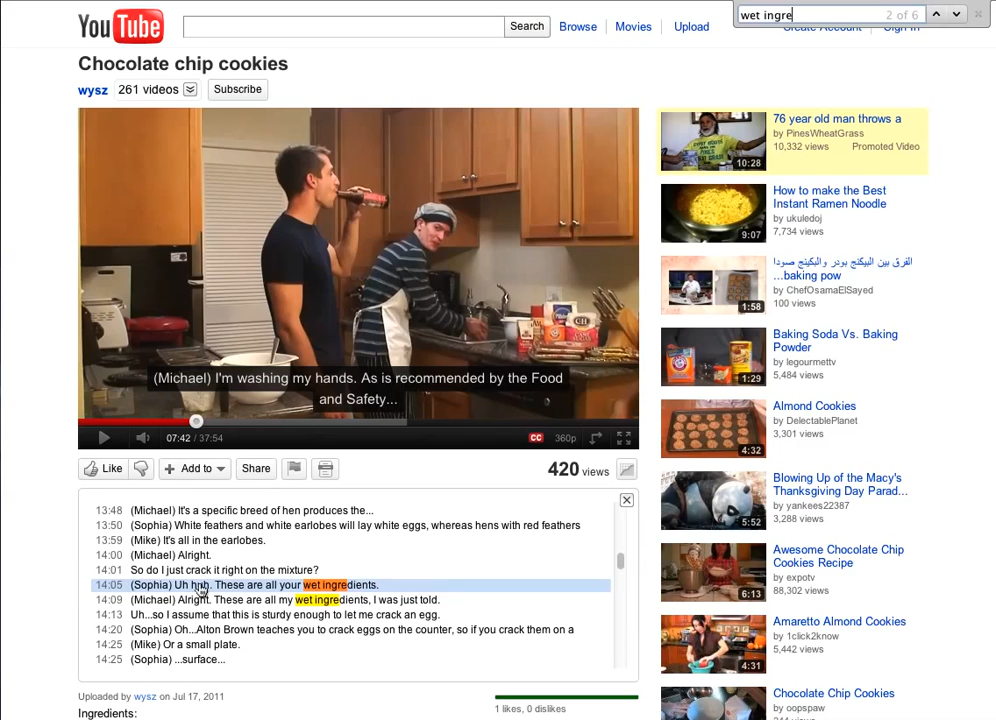 wet ingre 2 of 6
YouTube Search Browse Movies Upload Create Account Sign In
Chocolate chip cookies
wysz 261 videos Subscribe
(Michael) I'm washing my hands. As is recommended by the Food
and Safety...
07:42 / 37:54 CC 360p
Like Add to Share 420 views
13:48 (Michael) It's a specific breed of hen produces the...
13:50 (Sophia) White feathers and white earlobes will lay white eggs, whereas hens with red feathers
13:59 (Mike) It's all in the earlobes.
14:00 (Michael) Alright.
14:01 So do I just crack it right on the mixture?
14:05 (Sophia) Uh huh. These are all your wet ingredients.
14:09 (Michael) Alright. These are all my wet ingredients, I was just told.
14:13 Uh...so I assume that this is sturdy enough to let me crack an egg.
14:20 (Sophia) Oh...Alton Brown teaches you to crack eggs on the counter, so if you crack them on a
14:25 (Mike) Or a small plate.
14:25 (Sophia) ...surface...
Uploaded by wysz on Jul 17, 2011
1 likes, 0 dislikes
Ingredients:
76 year old man throws a
by PinesWheatGrass
10,332 views Promoted Video
10:28
How to make the Best
Instant Ramen Noodle
by ukuledoj
7,734 views
9:07
الفرق بين البيكنج بودر والبيكينج صودا
...baking pow
by ChefOsamaElSayed
100 views
1:58
Baking Soda Vs. Baking
Powder
by legourmettv
5,484 views
1:29
Almond Cookies
by DelectablePlanet
3,301 views
4:32
Blowing Up of the Macy's
Thanksgiving Day Parad...
by yankees22387
3,288 views
5:52
Awesome Chocolate Chip
Cookies Recipe
by expotv
88,302 views
6:13
Amaretto Almond Cookies
by 1click2know
5,442 views
4:31
Chocolate Chip Cookies
by oopspaw